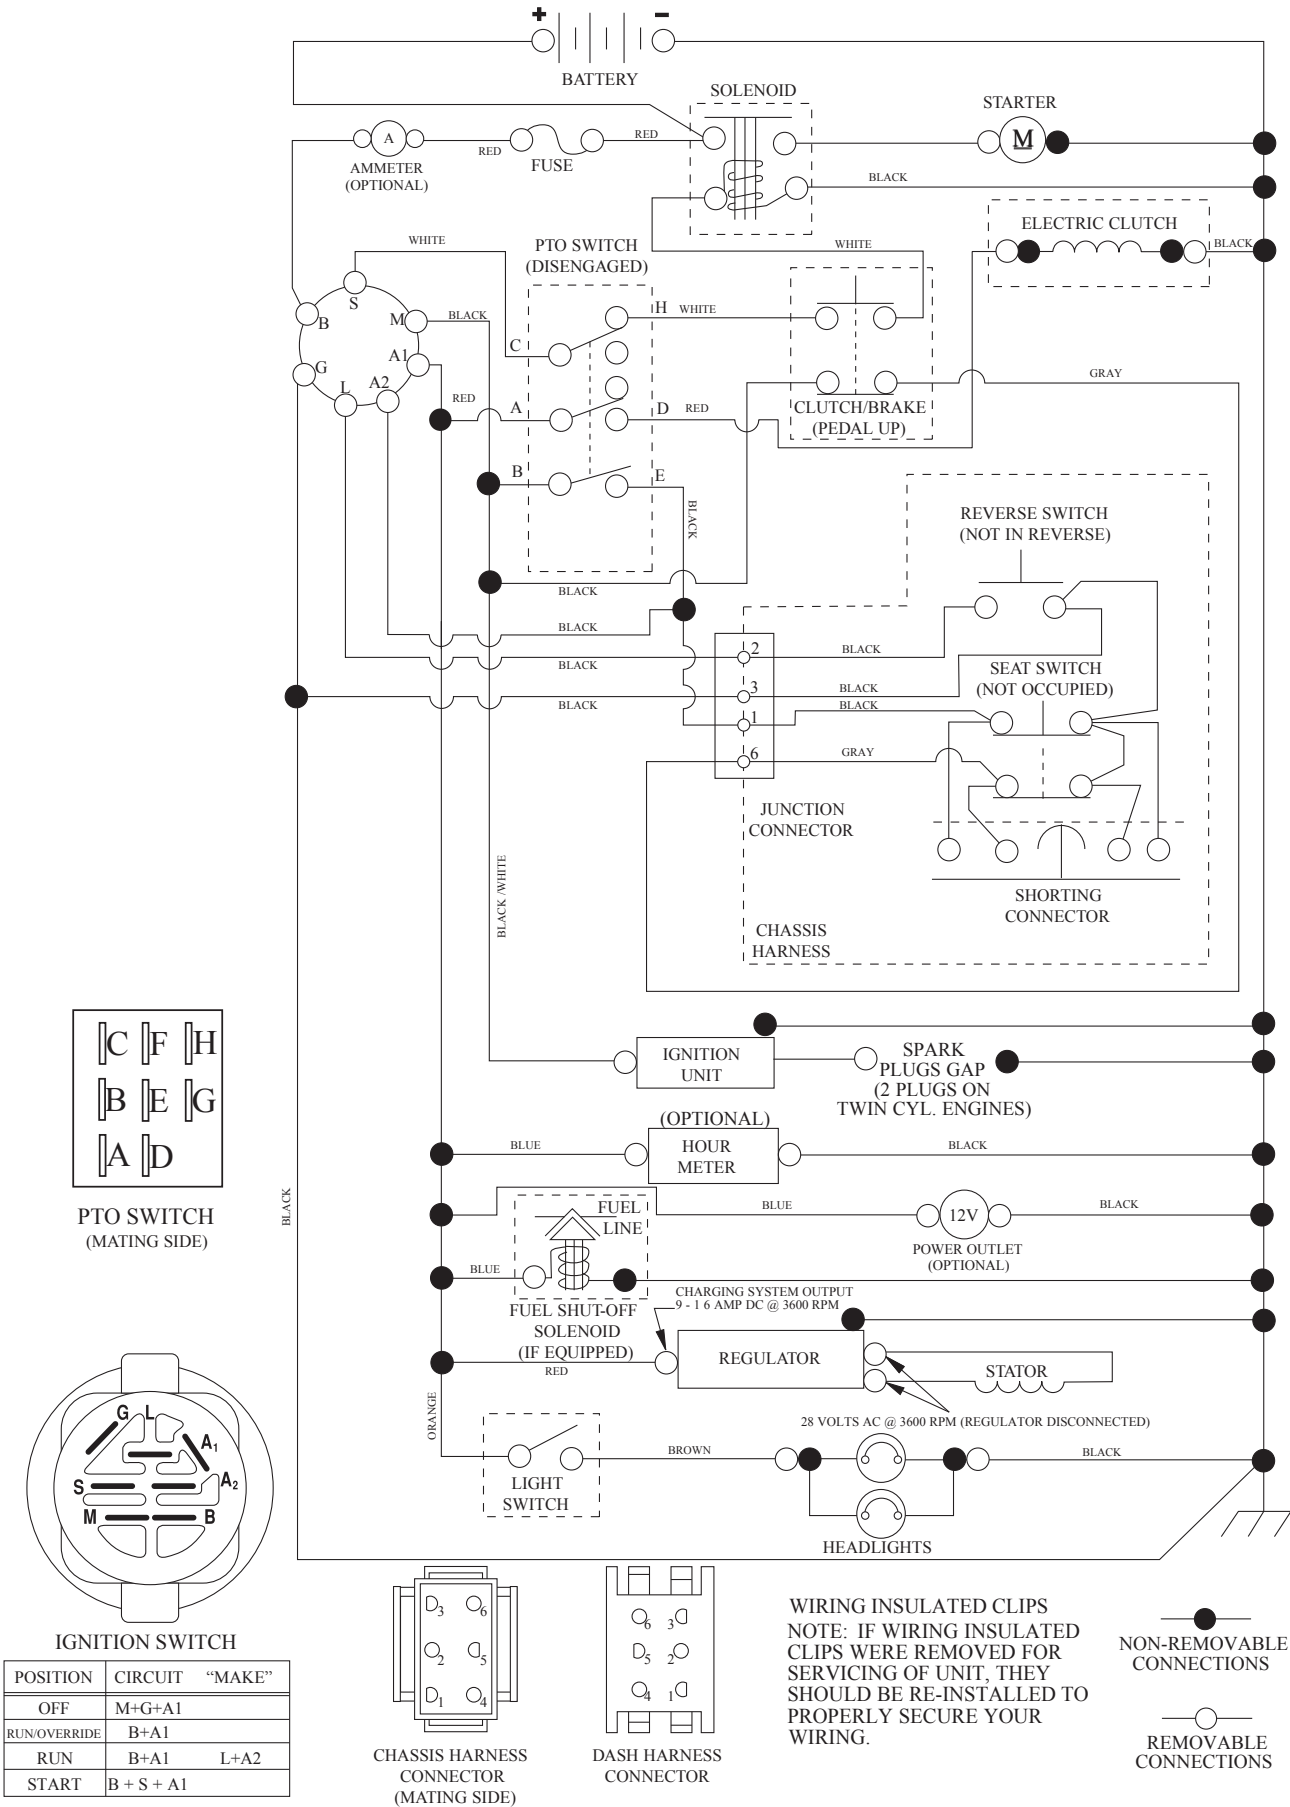 + −
BATTERY
SOLENOID
STARTER
A
M
RED
FUSE
RED
AMMETER
(OPTIONAL)
BLACK
ELECTRIC CLUTCH
BLACK
WHITE
PTO SWITCH
(DISENGAGED)
WHITE
S
B
M
BLACK
H
WHITE
G
A1
C
L
A2
RED
A
D
RED
GRAY
CLUTCH/BRAKE
(PEDAL UP)
B
E
BLACK
REVERSE SWITCH
(NOT IN REVERSE)
BLACK
BLACK
2
BLACK
BLACK
SEAT SWITCH
(NOT OCCUPIED)
3
BLACK
BLACK
1
BLACK
6
GRAY
JUNCTION
CONNECTOR
BLACK /WHITE
SHORTING
CONNECTOR
CHASSIS
HARNESS
C F H
B E G
A D
PTO SWITCH
(MATING SIDE)
IGNITION
UNIT
SPARK
PLUGS GAP
(2 PLUGS ON
TWIN CYL. ENGINES)
(OPTIONAL)
BLUE
HOUR
METER
BLACK
BLACK
FUEL
LINE
BLUE
12V
BLACK
POWER OUTLET
(OPTIONAL)
BLUE
CHARGING SYSTEM OUTPUT
9 - 1 6 AMP DC @ 3600 RPM
FUEL SHUT-OFF
SOLENOID
(IF EQUIPPED)
RED
REGULATOR
STATOR
ORANGE
28 VOLTS AC @ 3600 RPM (REGULATOR DISCONNECTED)
LIGHT
SWITCH
BROWN
BLACK
HEADLIGHTS
G L
A1
S
A2
M B
IGNITION SWITCH
POSITION CIRCUIT "MAKE"
OFF M+G+A1
RUN/OVERRIDE B+A1
RUN B+A1 L+A2
START B + S + A1
3 6
2 5
1 4
CHASSIS HARNESS
CONNECTOR
(MATING SIDE)
6 3
5 2
4 1
DASH HARNESS
CONNECTOR
WIRING INSULATED CLIPS
NOTE: IF WIRING INSULATED
CLIPS WERE REMOVED FOR
SERVICING OF UNIT, THEY
SHOULD BE RE-INSTALLED TO
PROPERLY SECURE YOUR
WIRING.
NON-REMOVABLE
CONNECTIONS
REMOVABLE
CONNECTIONS